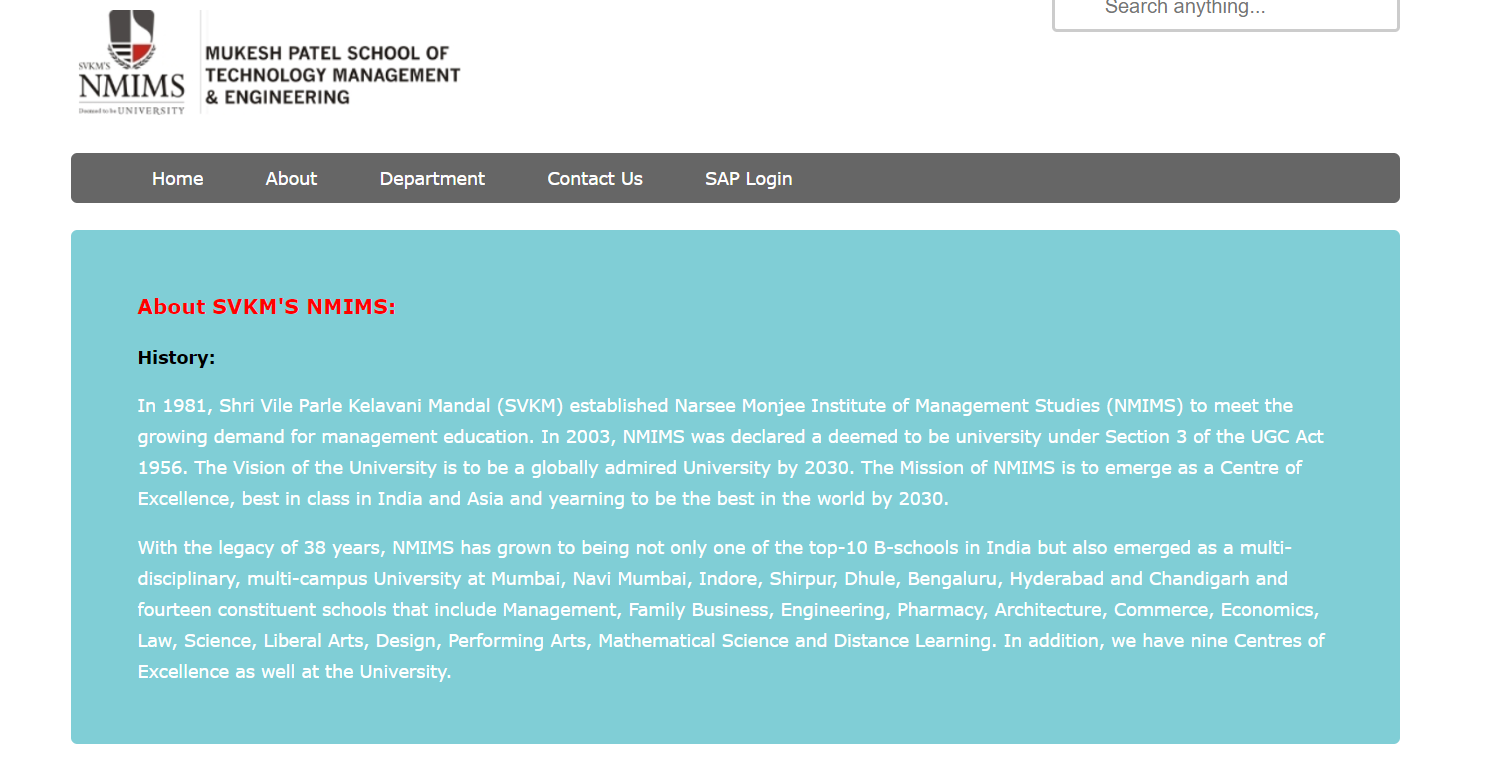 Search anything...
SVKM'S
NMIMS
Deemed to be UNIVERSITY
MUKESH PATEL SCHOOL OF
TECHNOLOGY MANAGEMENT
& ENGINEERING
Home About Department Contact Us SAP Login
About SVKM'S NMIMS:
History:
In 1981, Shri Vile Parle Kelavani Mandal (SVKM) established Narsee Monjee Institute of Management Studies (NMIMS) to meet the
growing demand for management education. In 2003, NMIMS was declared a deemed to be university under Section 3 of the UGC Act
1956. The Vision of the University is to be a globally admired University by 2030. The Mission of NMIMS is to emerge as a Centre of
Excellence, best in class in India and Asia and yearning to be the best in the world by 2030.
With the legacy of 38 years, NMIMS has grown to being not only one of the top-10 B-schools in India but also emerged as a multi-
disciplinary, multi-campus University at Mumbai, Navi Mumbai, Indore, Shirpur, Dhule, Bengaluru, Hyderabad and Chandigarh and
fourteen constituent schools that include Management, Family Business, Engineering, Pharmacy, Architecture, Commerce, Economics,
Law, Science, Liberal Arts, Design, Performing Arts, Mathematical Science and Distance Learning. In addition, we have nine Centres of
Excellence as well at the University.